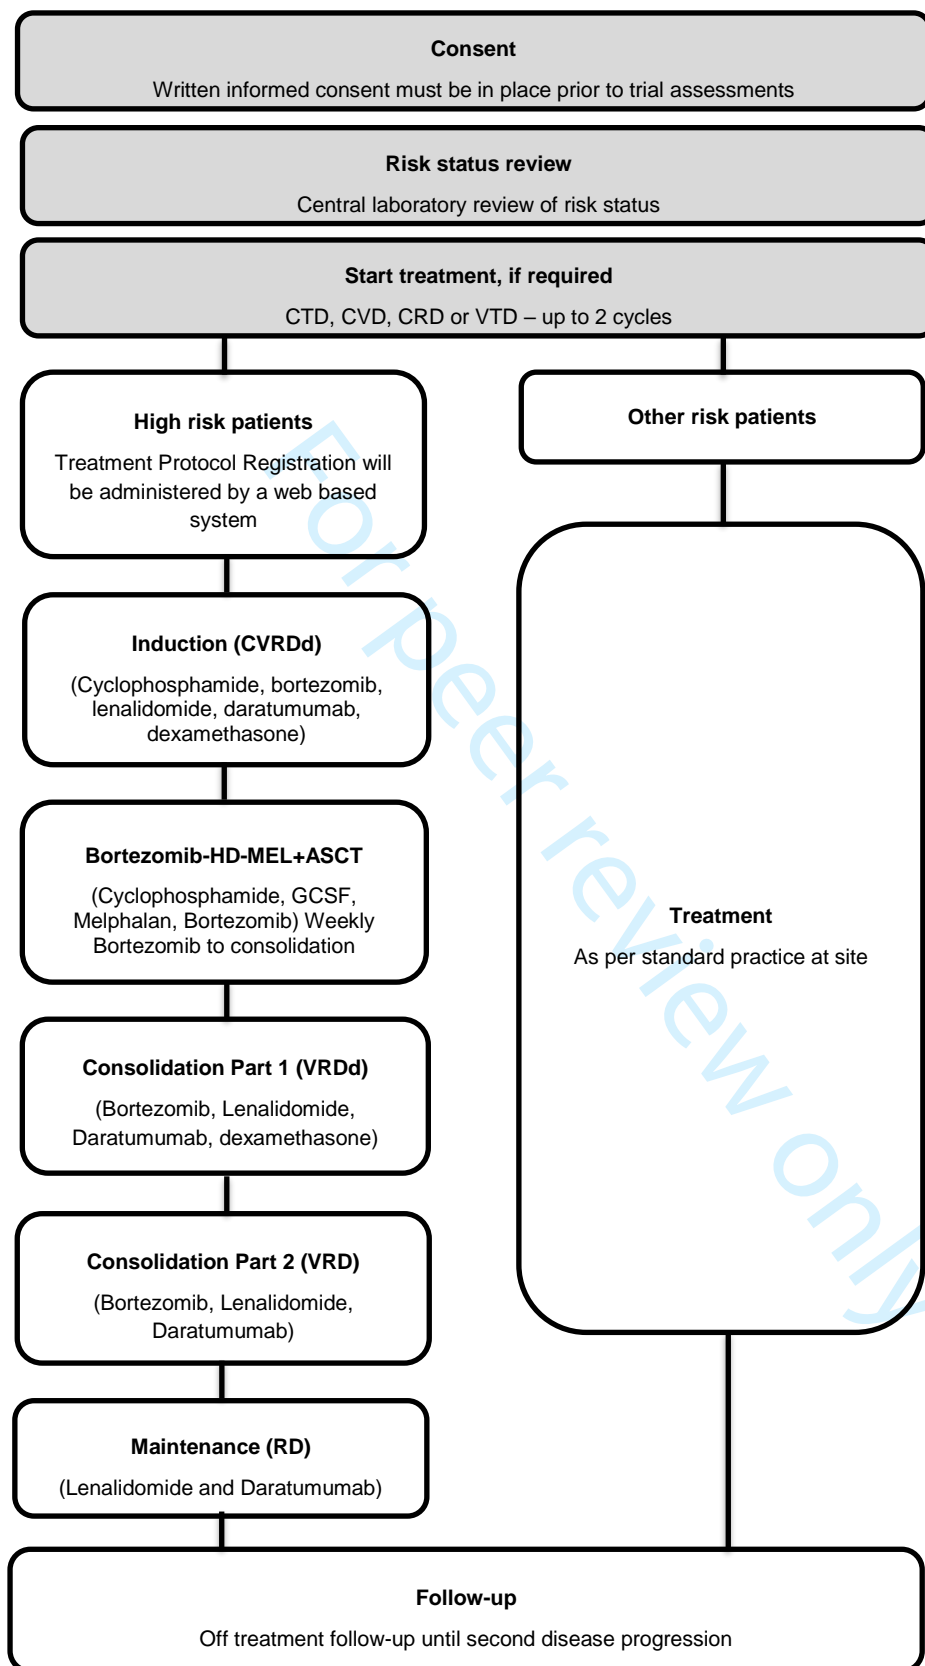 Consent
Written informed consent must be in place prior to trial assessments
Risk status review
Central laboratory review of risk status
Start treatment, if required
CTD, CVD, CRD or VTD – up to 2 cycles
High risk patients
Treatment Protocol Registration will
be administered by a web based
system
Other risk patients
Induction (CVRDd)
(Cyclophosphamide, bortezomib,
lenalidomide, daratumumab,
dexamethasone)
Bortezomib-HD-MEL+ASCT
(Cyclophosphamide, GCSF,
Melphalan, Bortezomib) Weekly
Bortezomib to consolidation
Treatment
As per standard practice at site
Consolidation Part 1 (VRDd)
(Bortezomib, Lenalidomide,
Daratumumab, dexamethasone)
Consolidation Part 2 (VRD)
(Bortezomib, Lenalidomide,
Daratumumab)
Maintenance (RD)
(Lenalidomide and Daratumumab)
Follow-up
Off treatment follow-up until second disease progression
For peer review only